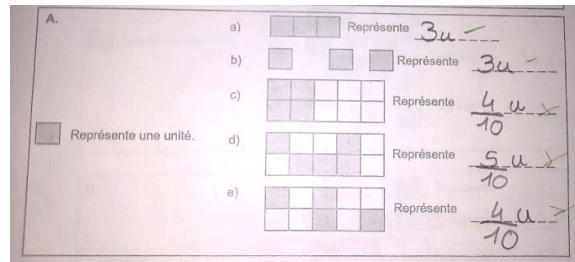 A.
a) Représente 3u
b) Représente 3u
c) Représente 4/10 u
Représente une unité.
d) Représente 5/10 u
e) Représente 4/10 u